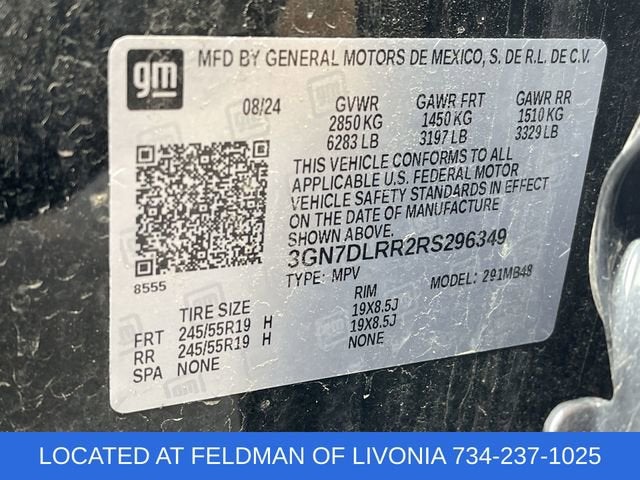 gm
MFD BY GENERAL MOTORS DE MEXICO, S. DE R.L. DE C.V.
08/24 GVWR GAWR FRT GAWR RR
2850 KG 1450 KG 1510 KG
6283 LB 3197 LB 3329 LB
THIS VEHICLE CONFORMS TO ALL
APPLICABLE U.S. FEDERAL MOTOR
VEHICLE SAFETY STANDARDS IN EFFECT
ON THE DATE OF MANUFACTURE
SHOWN ABOVE.
3GN7DLRR2RS296349
8555 TYPE: MPV MODEL: 291MB48
TIRE SIZE RIM
FRT 245/55R19 H 19X8.5J
RR 245/55R19 H 19X8.5J
SPA NONE NONE
LOCATED AT FELDMAN OF LIVONIA 734-237-1025